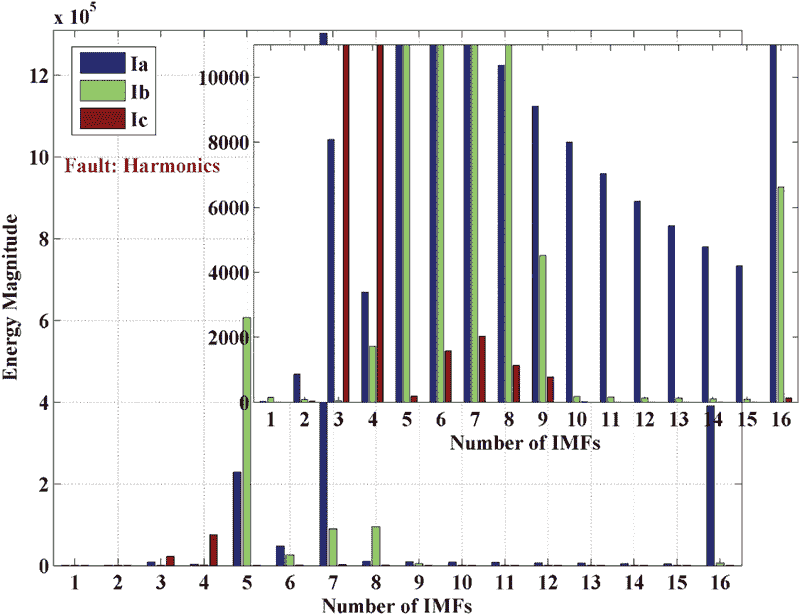 x 10⁵
Ia
Ib
Ic
Fault: Harmonics
Energy Magnitude
12
10
8
6
4
2
0
10000
8000
6000
4000
2000
0
1 2 3 4 5 6 7 8 9 10 11 12 13 14 15 16
Number of IMFs
1 2 3 4 5 6 7 8 9 10 11 12 13 14 15 16
Number of IMFs